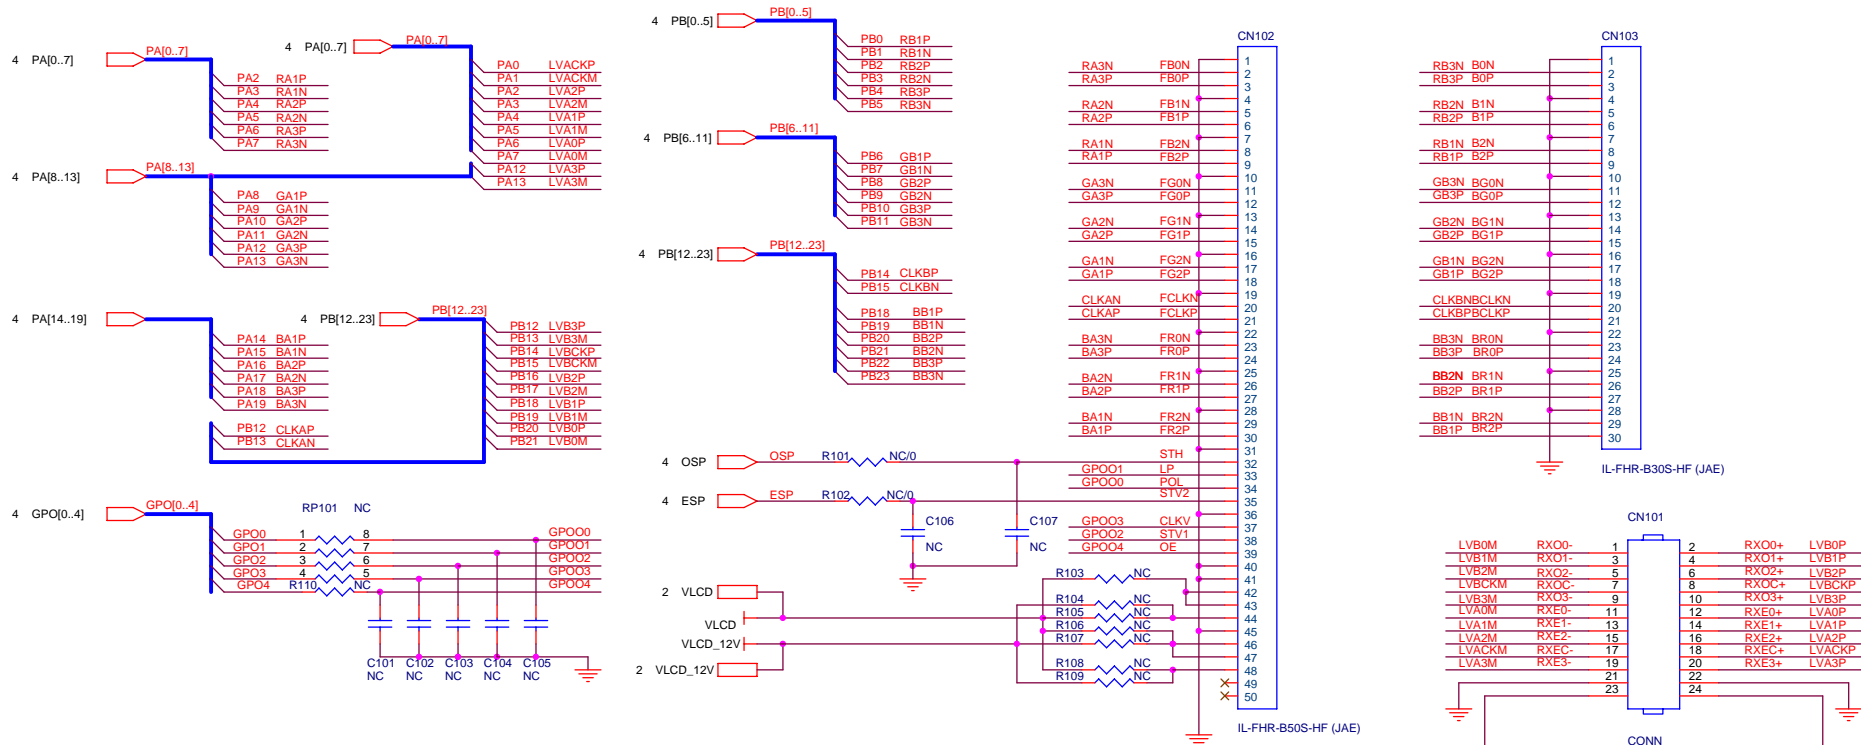 4 PA[0..7] PA[0..7]
PA2 RA1P
PA3 RA1N
PA4 RA2P
PA5 RA2N
PA6 RA3P
PA7 RA3N
4 PA[8..13] PA[8..13]
PA8 GA1P
PA9 GA1N
PA10 GA2P
PA11 GA2N
PA12 GA3P
PA13 GA3N
4 PA[0..7] PA[0..7]
PA0 LVACKP
PA1 LVACKM
PA2 LVA2P
PA3 LVA2M
PA4 LVA1P
PA5 LVA1M
PA6 LVA0P
PA7 LVA0M
PA12 LVA3P
PA13 LVA3M
4 PA[14..19]
PA14 BA1P
PA15 BA1N
PA16 BA2P
PA17 BA2N
PA18 BA3P
PA19 BA3N
PB12 CLKAP
PB13 CLKAN
4 PB[12..23] PB[12..23]
PB12 LVB3P
PB13 LVB3M
PB14 LVBCKP
PB15 LVBCKM
PB16 LVB2P
PB17 LVB2M
PB18 LVB1P
PB19 LVB1M
PB20 LVB0P
PB21 LVB0M
4 GPO[0..4] GPO[0..4]
RP101 NC
GPO0 1 8 GPOO0
GPO1 2 7 GPOO1
GPO2 3 6 GPOO2
GPO3 4 5 GPOO3
GPO4 R110 NC GPOO4
C101 C102 C103 C104 C105
NC NC NC NC NC
4 PB[0..5] PB[0..5]
PB0 RB1P
PB1 RB1N
PB2 RB2P
PB3 RB2N
PB4 RB3P
PB5 RB3N
4 PB[6..11] PB[6..11]
PB6 GB1P
PB7 GB1N
PB8 GB2P
PB9 GB2N
PB10 GB3P
PB11 GB3N
4 PB[12..23] PB[12..23]
PB14 CLKBP
PB15 CLKBN
PB18 BB1P
PB19 BB1N
PB20 BB2P
PB21 BB2N
PB22 BB3P
PB23 BB3N
4 OSP OSP R101 NC/0
4 ESP ESP R102 NC/0
C106 NC
C107 NC
2 VLCD
VLCD
VLCD_12V
2 VLCD_12V
R103 NC
R104 NC
R105 NC
R106 NC
R107 NC
R108 NC
R109 NC
CN102
1
RA3N FB0N 2
RA3P FB0P 3
4
RA2N FB1N 5
RA2P FB1P 6
7
RA1N FB2N 8
RA1P FB2P 9
10
GA3N FG0N 11
GA3P FG0P 12
13
GA2N FG1N 14
GA2P FG1P 15
16
GA1N FG2N 17
GA1P FG2P 18
19
CLKAN FCLKN 20
CLKAP FCLKP 21
22
BA3N FR0N 23
BA3P FR0P 24
25
BA2N FR1N 26
BA2P FR1P 27
28
BA1N FR2N 29
BA1P FR2P 30
31
STH 32
GPOO1 LP 33
GPOO0 POL 34
STV2 35
36
GPOO3 CLKV 37
GPOO2 STV1 38
GPOO4 OE 39
40
41
42
43
44
45
46
47
48
49
50
IL-FHR-B50S-HF (JAE)
CN103
1
RB3N B0N 2
RB3P B0P 3
4
RB2N B1N 5
RB2P B1P 6
7
RB1N B2N 8
RB1P B2P 9
10
GB3N BG0N 11
GB3P BG0P 12
13
GB2N BG1N 14
GB2P BG1P 15
16
GB1N BG2N 17
GB1P BG2P 18
19
CLKBN BCLKN 20
CLKBP BCLKP 21
22
BB3N BR0N 23
BB3P BR0P 24
25
BB2N BR1N 26
BB2P BR1P 27
28
BB1N BR2N 29
BB1P BR2P 30
IL-FHR-B30S-HF (JAE)
CN101
LVB0M RXO0- 1 2 RXO0+ LVB0P
LVB1M RXO1- 3 4 RXO1+ LVB1P
LVB2M RXO2- 5 6 RXO2+ LVB2P
LVBCKM RXOC- 7 8 RXOC+ LVBCKP
LVB3M RXO3- 9 10 RXO3+ LVB3P
LVA0M RXE0- 11 12 RXE0+ LVA0P
LVA1M RXE1- 13 14 RXE1+ LVA1P
LVA2M RXE2- 15 16 RXE2+ LVA2P
LVACKM RXEC- 17 18 RXEC+ LVACKP
LVA3M RXE3- 19 20 RXE3+ LVA3P
21 22
23 24
CONN